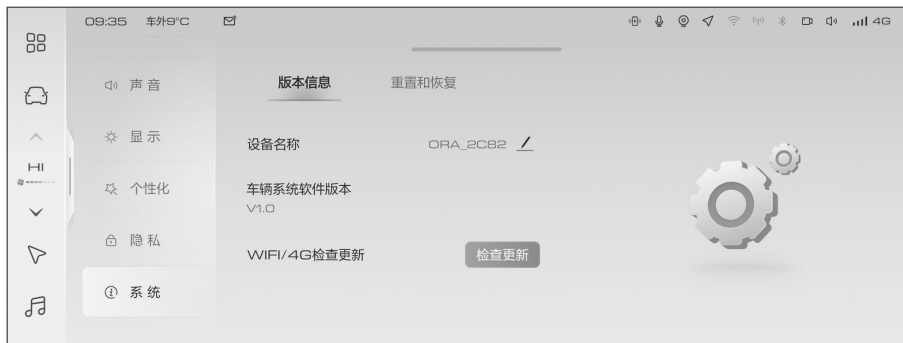 09:35 车外9°C
4G
HI
声音
显示
个性化
隐私
系统
版本信息 重置和恢复
设备名称 ORA_2C82
车辆系统软件版本
V1.0
WIFI/4G检查更新 检查更新